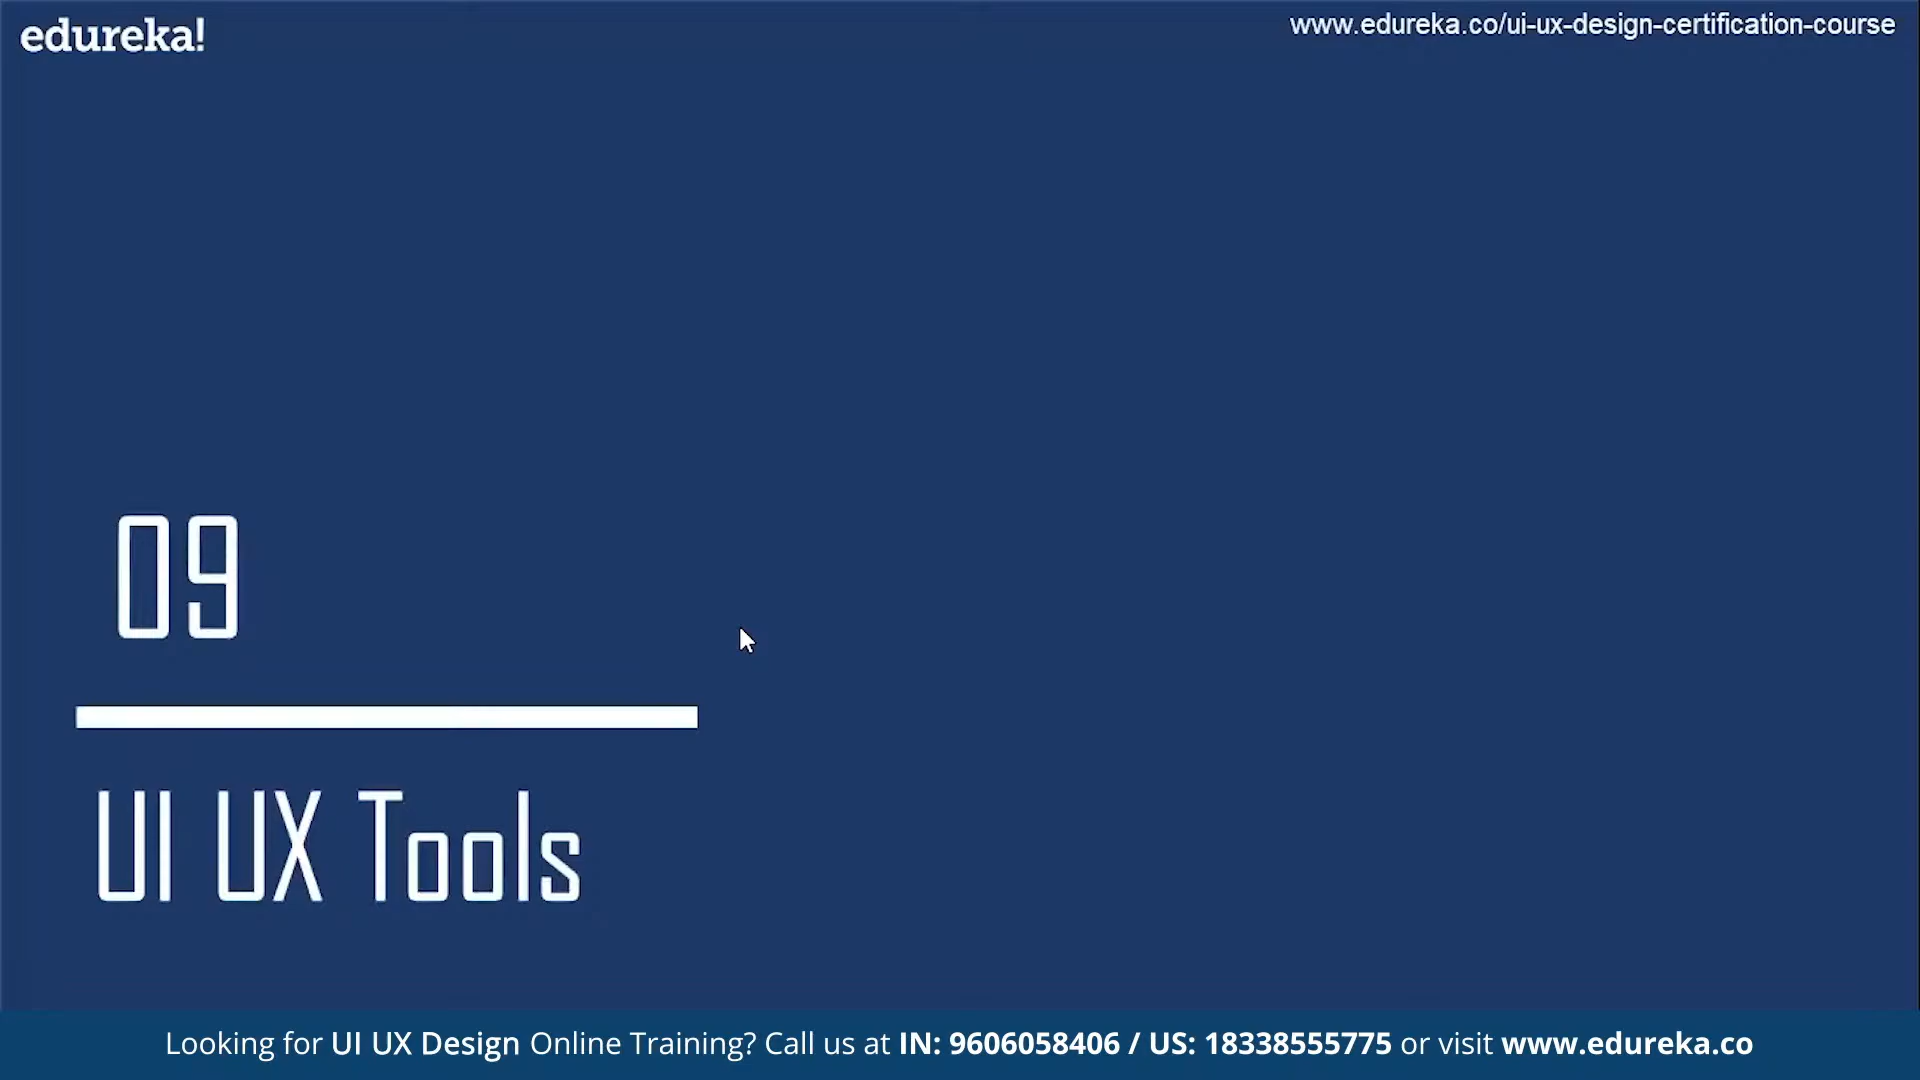 edureka!
www.edureka.co/ui-ux-design-certification-course
09
UI UX Tools
Looking for UI UX Design Online Training? Call us at IN: 9606058406 / US: 18338555775 or visit www.edureka.co